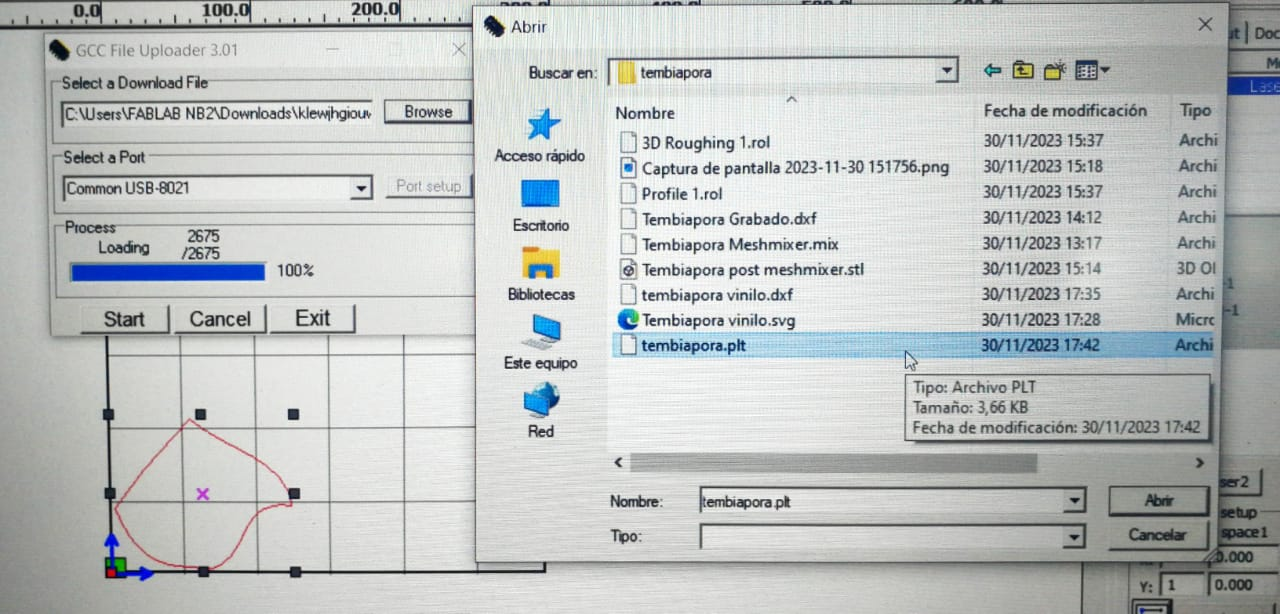 0.0
100.0
200.0
GCC File Uploader 3.01
Select a Download File
C:\Users\FABLAB NB2\Downloads\klewjhgiouw
Browse
Select a Port
Common USB-8021
Port setup
Process
Loading
2675
/2675
100%
Start
Cancel
Exit
Abrir
Buscar en:
tembiapora
Acceso rápido
Escritorio
Bibliotecas
Este equipo
Red
Nombre
Fecha de modificación
Tipo
3D Roughing 1.rol
30/11/2023 15:37
Archi
Captura de pantalla 2023-11-30 151756.png
30/11/2023 15:18
Archi
Profile 1.rol
30/11/2023 15:37
Archi
Tembiapora Grabado.dxf
30/11/2023 14:12
Archi
Tembiapora Meshmixer.mix
30/11/2023 13:17
Archi
Tembiapora post meshmixer.stl
30/11/2023 15:14
3D Ol
tembiapora vinilo.dxf
30/11/2023 17:35
Archi
Tembiapora vinilo.svg
30/11/2023 17:28
Micro
tembiapora.plt
30/11/2023 17:42
Archi
Tipo: Archivo PLT
Tamaño: 3,66 KB
Fecha de modificación: 30/11/2023 17:42
Nombre:
tembiapora.plt
Abrir
Tipo:
Cancelar
ut
Doc
Lase
ser2
setup
space1
0.000
Y:
1
0.000